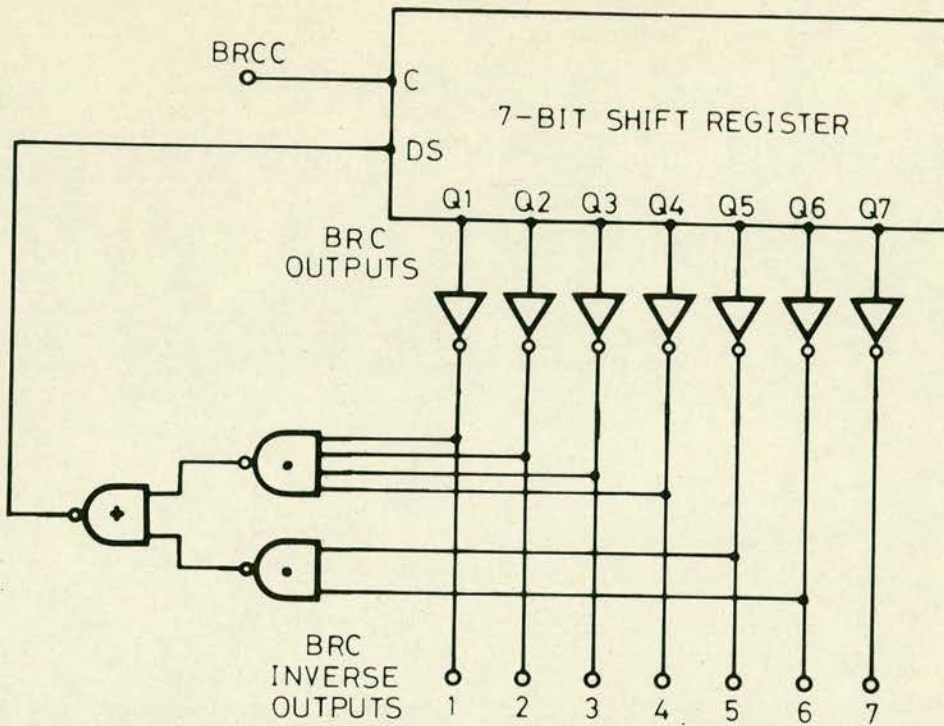 BRCC
C
7-BIT SHIFT REGISTER
DS
Q1 Q2 Q3 Q4 Q5 Q6 Q7
BRC
OUTPUTS
+
•
•
BRC
INVERSE
OUTPUTS
1 2 3 4 5 6 7